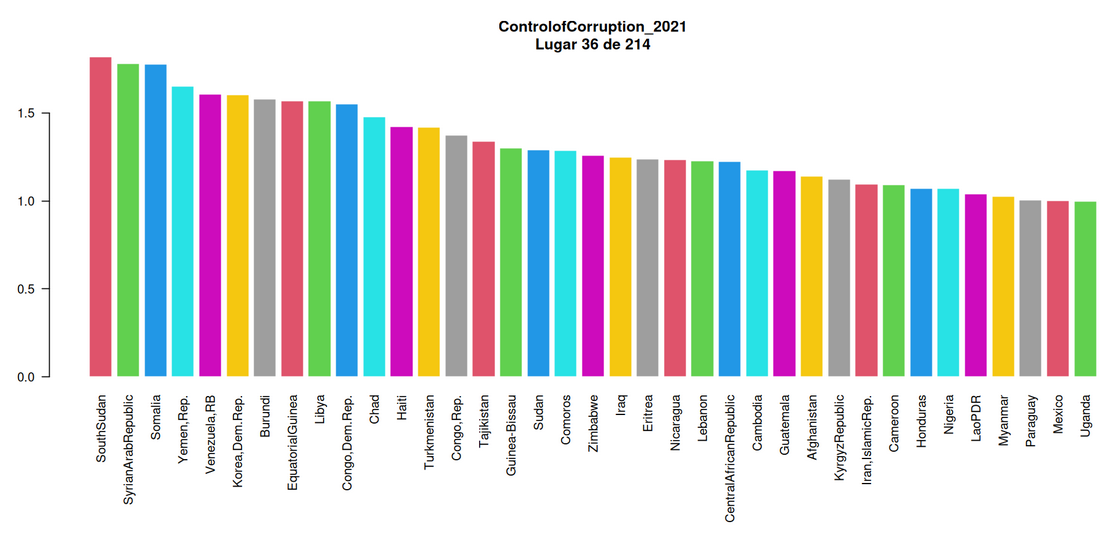 ControlofCorruption_2021
Lugar 36 de 214
1.5
1.0
0.5
0.0
SouthSudan
SyrianArabRepublic
Somalia
Yemen,Rep.
Venezuela,RB
Korea,Dem.Rep.
Burundi
EquatorialGuinea
Libya
Congo,Dem.Rep.
Chad
Haiti
Turkmenistan
Congo,Rep.
Tajikistan
Guinea-Bissau
Sudan
Comoros
Zimbabwe
Iraq
Eritrea
Nicaragua
Lebanon
CentralAfricanRepublic
Cambodia
Guatemala
Afghanistan
KyrgyzRepublic
Iran,IslamicRep.
Cameroon
Honduras
Nigeria
LaoPDR
Myanmar
Paraguay
Mexico
Uganda